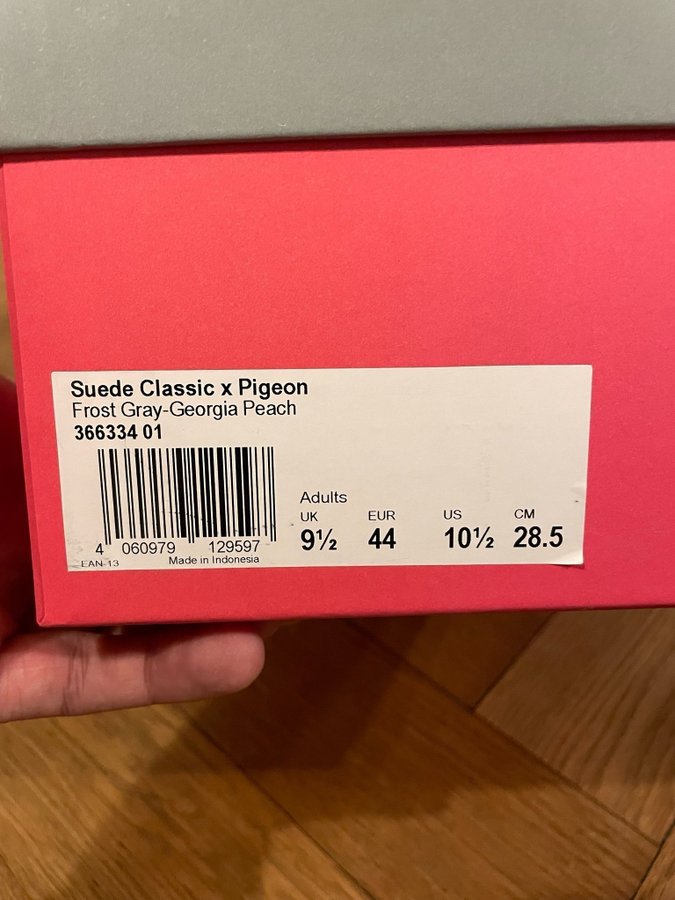 Suede Classic x Pigeon
Frost Gray-Georgia Peach
366334 01
4 060979 129597
EAN-13 Made in Indonesia
Adults
UK EUR US CM
9½ 44 10½ 28.5